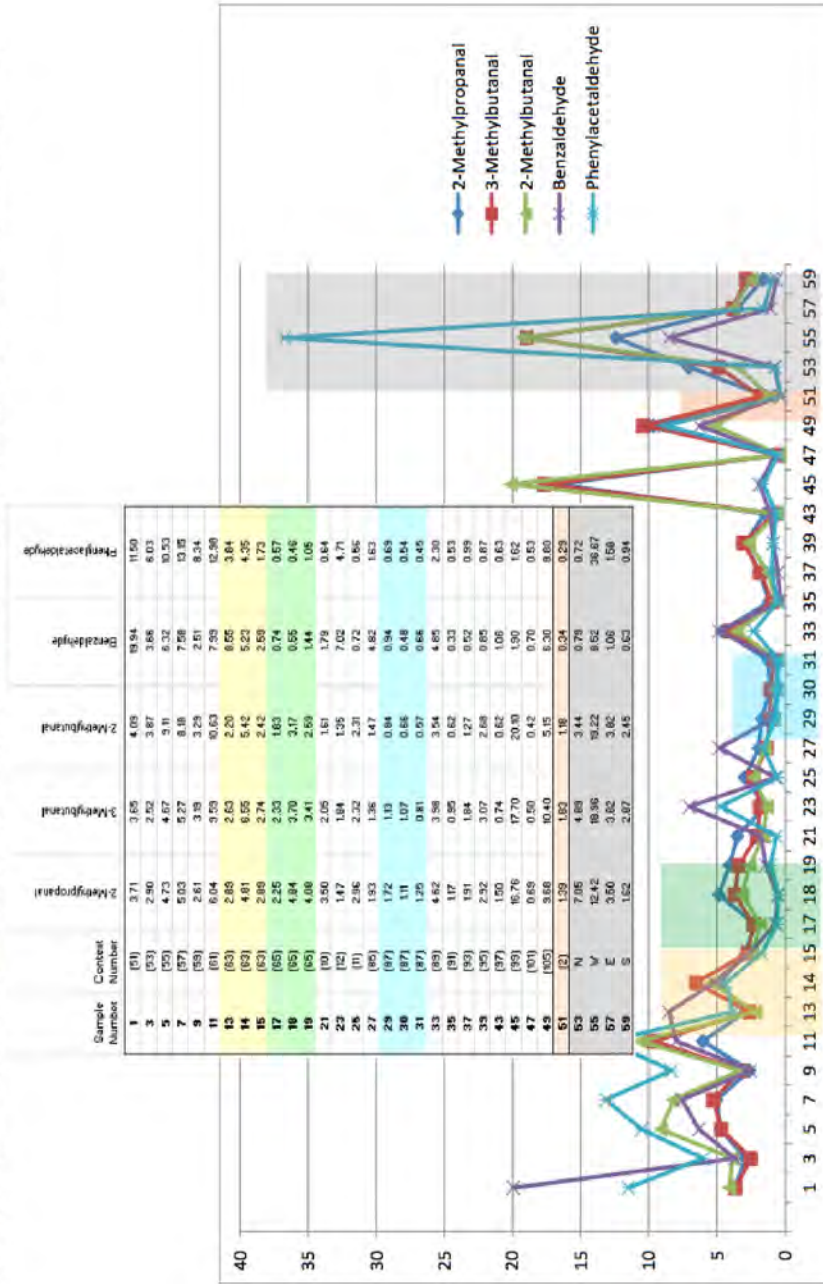 Sample Number Contest Number 2-Methylpropanal 3-Methylbutanal 2-Methylbutanal Benzaldehyde Phenylacetaldehyde
1 (51) 3.71 3.65 4.09 19.94 11.50
3 (53) 2.90 2.52 3.87 3.66 6.03
5 (55) 4.73 4.67 9.11 6.32 10.53
7 (57) 5.03 5.27 8.18 7.58 13.15
9 (59) 2.61 3.19 3.29 2.51 8.34
11 (61) 6.04 9.59 10.63 7.99 12.98
13 (63) 2.89 2.63 2.20 8.55 3.84
14 (63) 4.81 6.55 5.42 5.23 4.35
15 (63) 2.89 2.74 2.42 2.59 1.73
17 (65) 2.25 2.33 1.83 0.74 0.57
18 (65) 4.84 3.70 3.17 0.55 0.46
19 (65) 4.08 3.41 2.59 1.44 1.05
21 (10) 3.50 2.05 1.61 1.79 0.64
23 (12) 1.47 1.84 1.35 7.02 4.71
25 (11) 2.96 2.32 2.31 0.72 0.56
27 (85) 1.93 1.36 1.47 4.82 1.63
29 (87) 1.72 1.13 0.84 0.94 0.69
30 (87) 1.11 1.07 0.66 0.48 0.54
31 (87) 1.25 0.81 0.57 0.66 0.45
33 (89) 4.62 3.98 3.54 4.85 2.30
35 (91) 1.17 0.95 0.62 0.33 0.53
37 (93) 1.91 1.84 1.27 0.52 0.99
39 (95) 2.92 3.07 2.68 0.85 0.87
43 (97) 1.50 0.74 0.62 1.06 0.63
45 (99) 16.76 17.70 20.10 1.90 1.62
47 (101) 0.69 0.50 0.42 0.70 0.53
49 (105) 9.68 10.40 5.15 6.30 8.80
51 (2) 1.39 1.83 1.18 0.34 0.29
53 N 7.05 4.89 3.44 0.79 0.72
55 W 12.42 18.96 19.22 8.52 36.67
57 E 3.50 3.82 3.82 1.06 1.58
59 S 1.62 2.87 2.45 0.63 0.94
40
35
30
25
20
15
10
5
0
1 3 5 7 9 11 13 14 15 17 18 19 21 23 25 27 29 30 31 33 35 37 39 43 45 47 49 51 53 55 57 59
2-Methylpropanal
3-Methylbutanal
2-Methylbutanal
Benzaldehyde
Phenylacetaldehyde